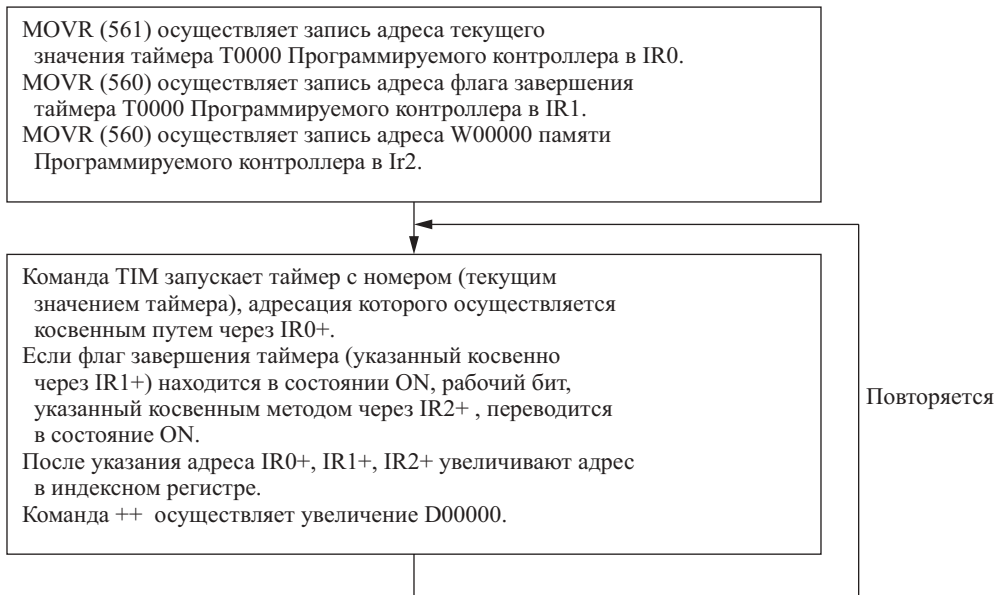 MOVR (561) осуществляет запись адреса текущего
значения таймера T0000 Программируемого контроллера в IR0.
MOVR (560) осуществляет запись адреса флага завершения
таймера T0000 Программируемого контроллера в IR1.
MOVR (560) осуществляет запись адреса W00000 памяти
Программируемого контроллера в Ir2.
Команда TIM запускает таймер с номером (текущим
значением таймера), адресация которого осуществляется
косвенным путем через IR0+.
Если флаг завершения таймера (указанный косвенно
через IR1+) находится в состоянии ON, рабочий бит,
указанный косвенным методом через IR2+ , переводится
в состояние ON.
После указания адреса IR0+, IR1+, IR2+ увеличивают адрес
в индексном регистре.
Команда ++ осуществляет увеличение D00000.
Повторяется